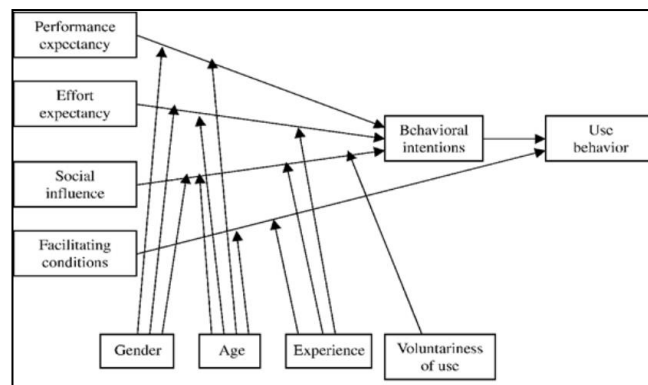 Performance
expectancy
Effort
expectancy
Social
influence
Facilitating
conditions
Behavioral
intentions
Use
behavior
Gender
Age
Experience
Voluntariness
of use